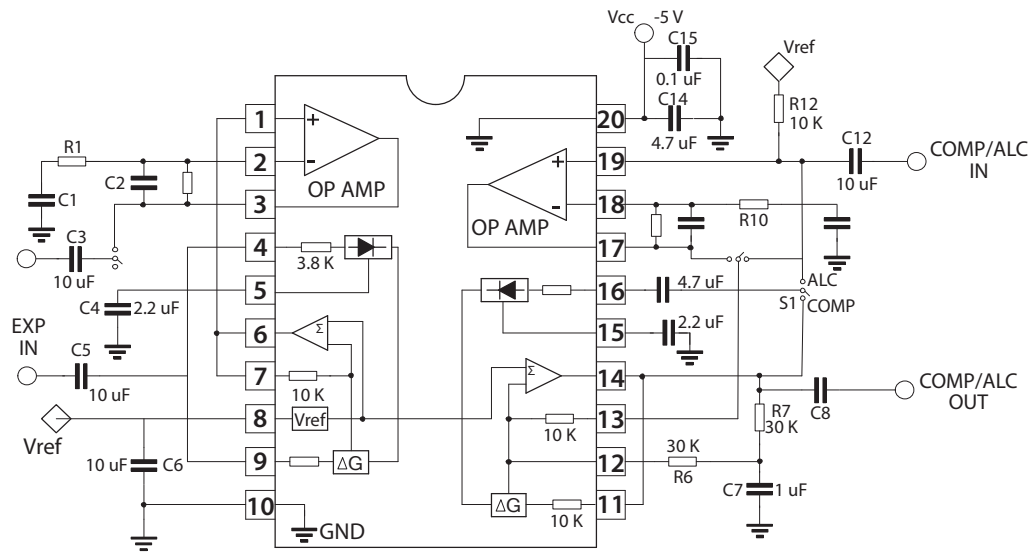 Vcc
-5 V
C15
0.1 uF
C14
4.7 uF
Vref
R12
10 K
C12
10 uF
COMP/ALC
IN
R1
C1
C2
C3
10 uF
C4
2.2 uF
EXP
IN
C5
10 uF
Vref
10 uF
C6
1
2
3
4
5
6
7
8
9
10
+
-
OP AMP
3.8 K
Σ
10 K
Vref
ΔG
GND
20
19
18
17
16
15
14
13
12
11
+
-
OP AMP
Σ
10 K
ΔG
10 K
R10
4.7 uF
ALC
S1
COMP
2.2 uF
C8
COMP/ALC
OUT
R7
30 K
30 K
R6
C7
1 uF